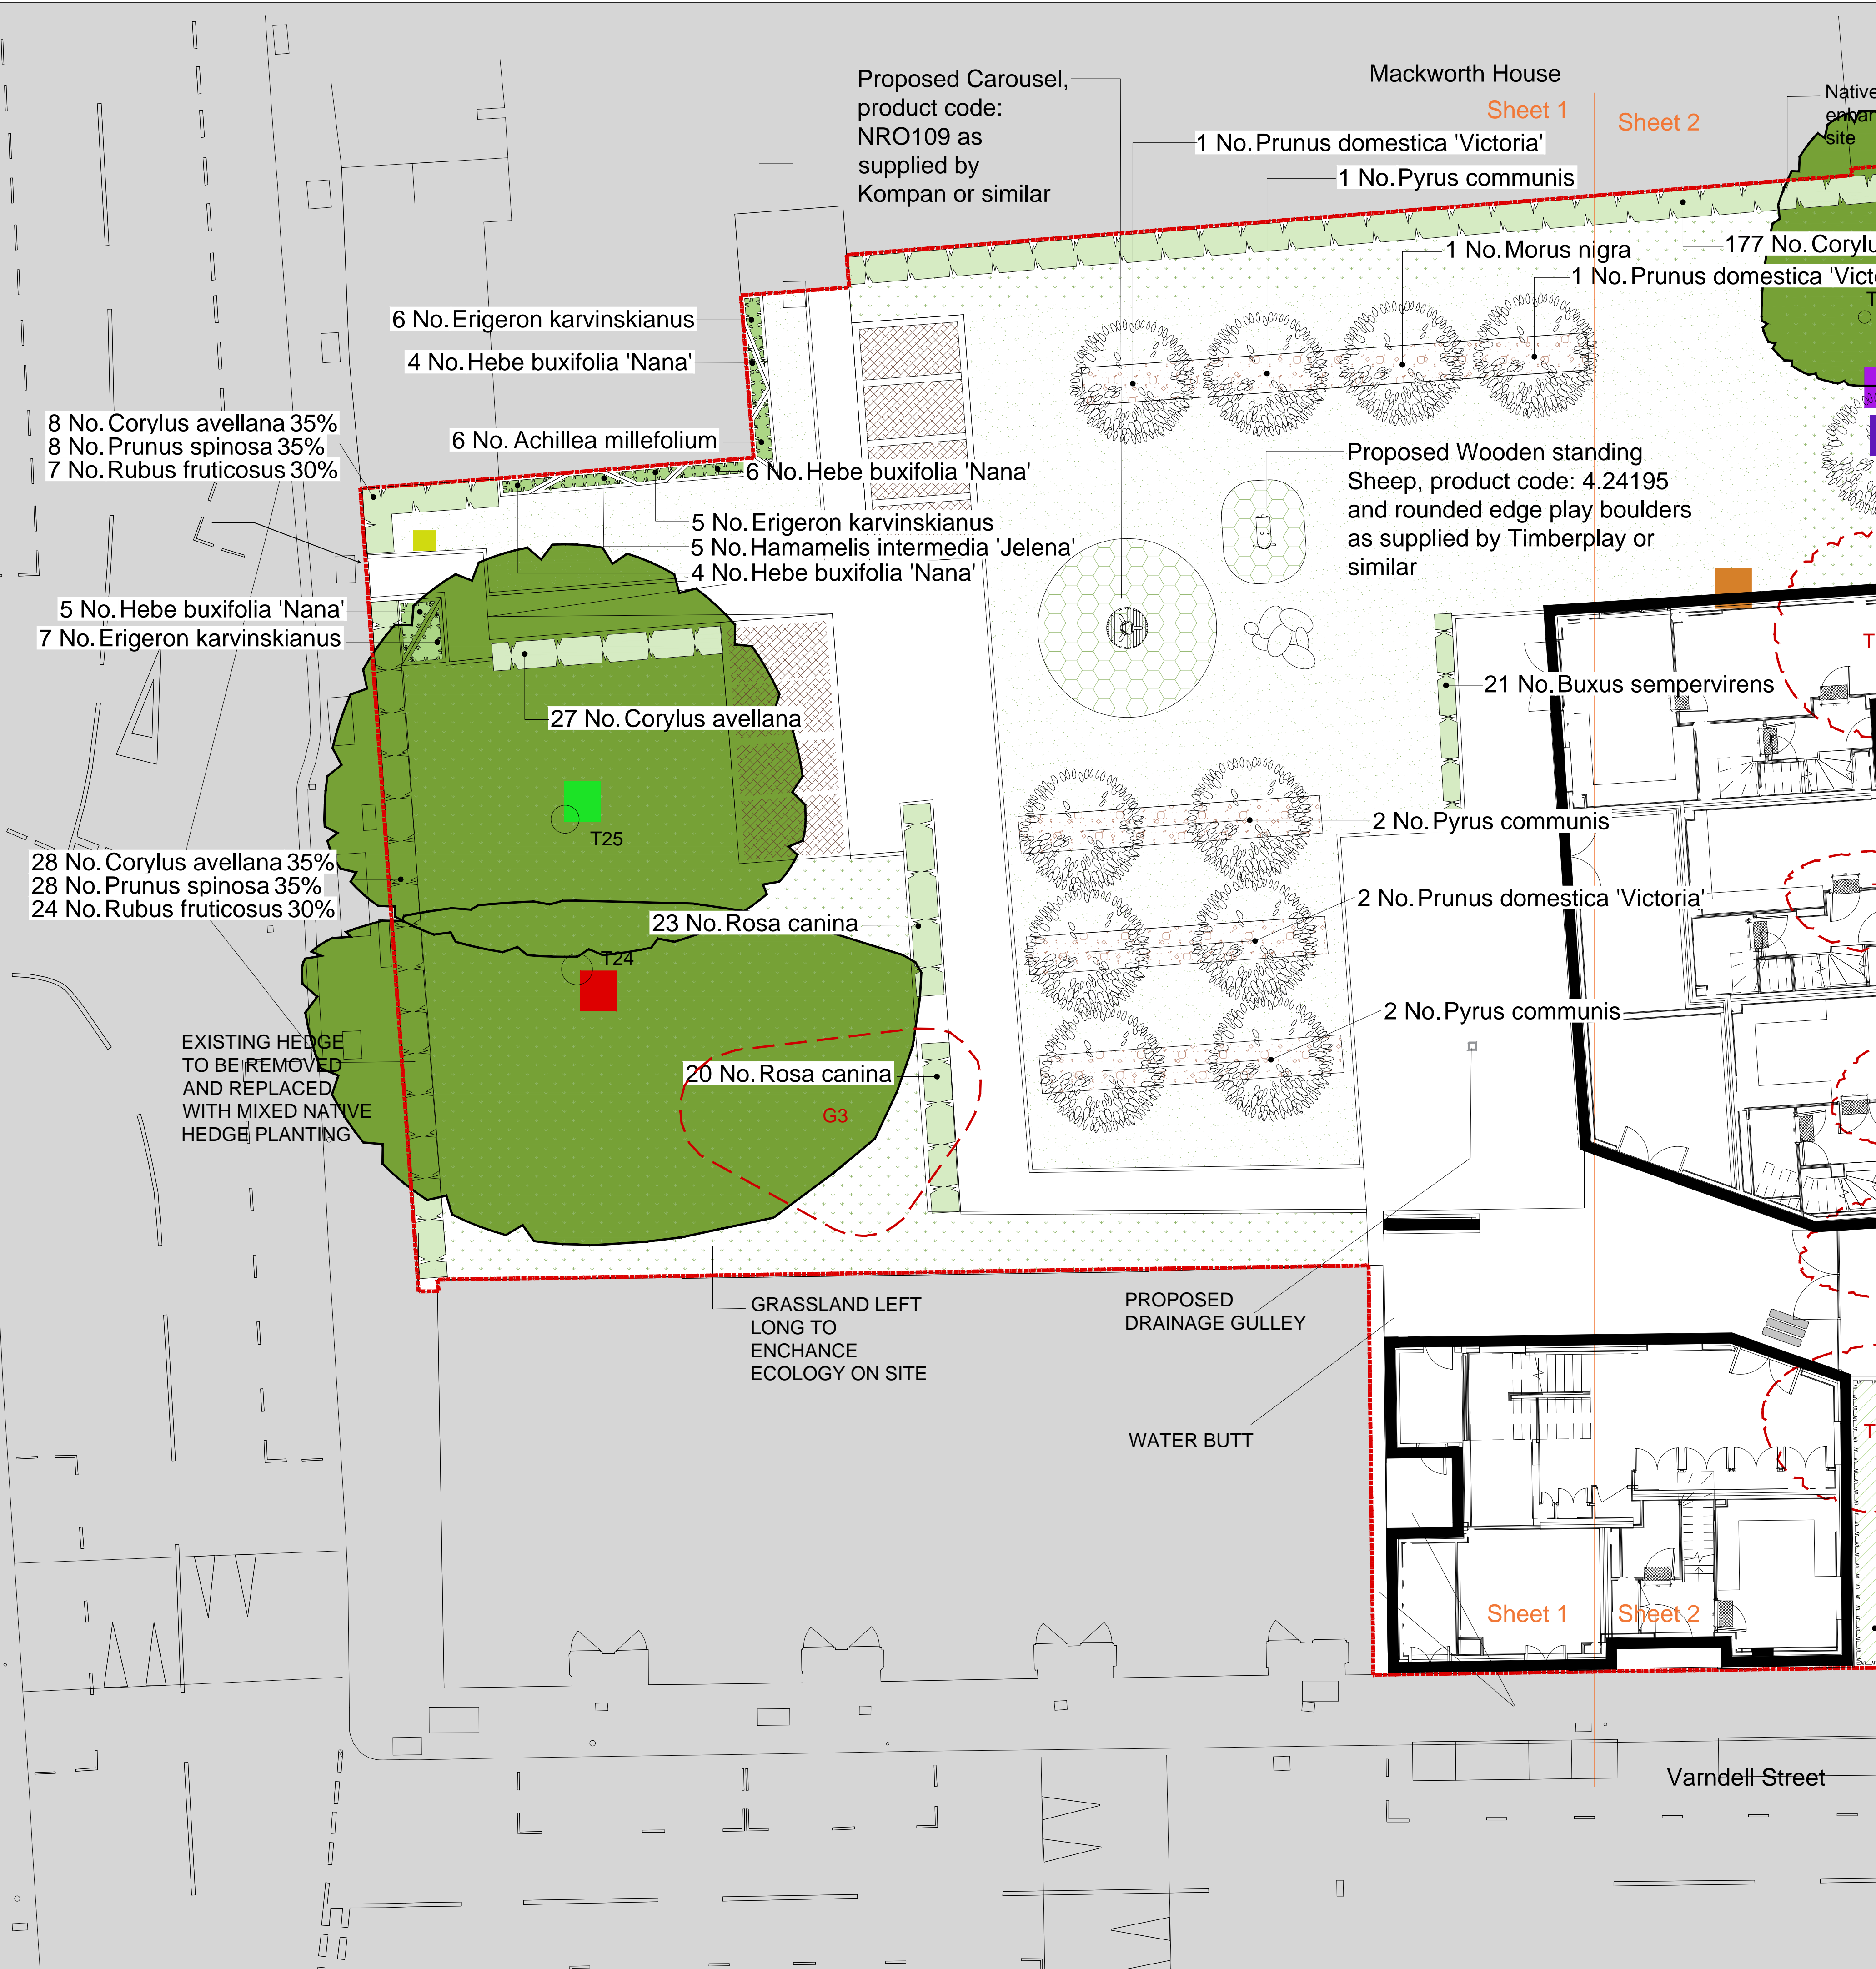 Proposed Carousel,
product code:
NRO109 as
supplied by
Kompan or similar
Mackworth House
Sheet 1
Sheet 2
Native
site
1 No. Prunus domestica 'Victoria'
1 No. Pyrus communis
1 No. Morus nigra
177 No. Corylu
1 No. Prunus domestica 'Victo
T
6 No. Erigeron karvinskianus
4 No. Hebe buxifolia 'Nana'
8 No. Corylus avellana 35%
8 No. Prunus spinosa 35%
7 No. Rubus fruticosus 30%
6 No. Achillea millefolium
6 No. Hebe buxifolia 'Nana'
Proposed Wooden standing
Sheep, product code: 4.24195
and rounded edge play boulders
as supplied by Timberplay or
similar
5 No. Erigeron karvinskianus
5 No. Hamamelis intermedia 'Jelena'
4 No. Hebe buxifolia 'Nana'
5 No. Hebe buxifolia 'Nana'
7 No. Erigeron karvinskianus
T
21 No. Buxus sempervirens
27 No. Corylus avellana
T25
2 No. Pyrus communis
28 No. Corylus avellana 35%
28 No. Prunus spinosa 35%
24 No. Rubus fruticosus 30%
23 No. Rosa canina
2 No. Prunus domestica 'Victoria'
T24
2 No. Pyrus communis
EXISTING HEDGE
TO BE REMOVED
AND REPLACED
WITH MIXED NATIVE
HEDGE PLANTING
20 No. Rosa canina
G3
GRASSLAND LEFT
LONG TO
ENCHANCE
ECOLOGY ON SITE
PROPOSED
DRAINAGE GULLEY
WATER BUTT
T
Sheet 1
Sheet 2
Varndell Street